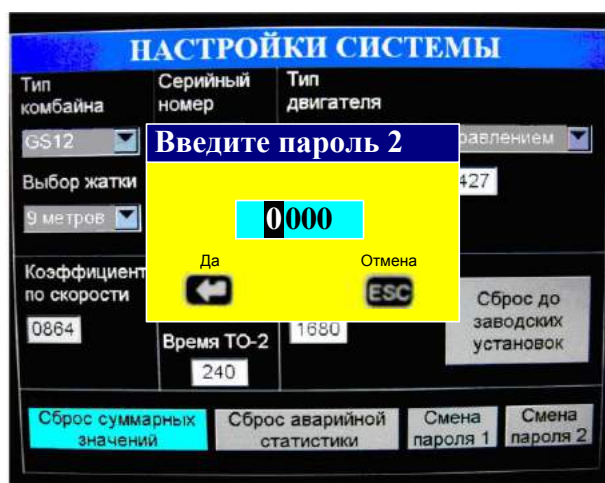 НАСТРОЙКИ СИСТЕМЫ
Тип
комбайна
Серийный
номер
Тип
двигателя
GS12
Введите пароль 2
Выбор жатки
427
9 метров
0000
Да
Отмена
ESC
Коэффициент
по скорости
0864
Время ТО-2
240
1680
Сброс до
заводских
установок
Сброс суммарных
значений
Сброс аварийной
статистики
Смена
пароля 1
Смена
пароля 2